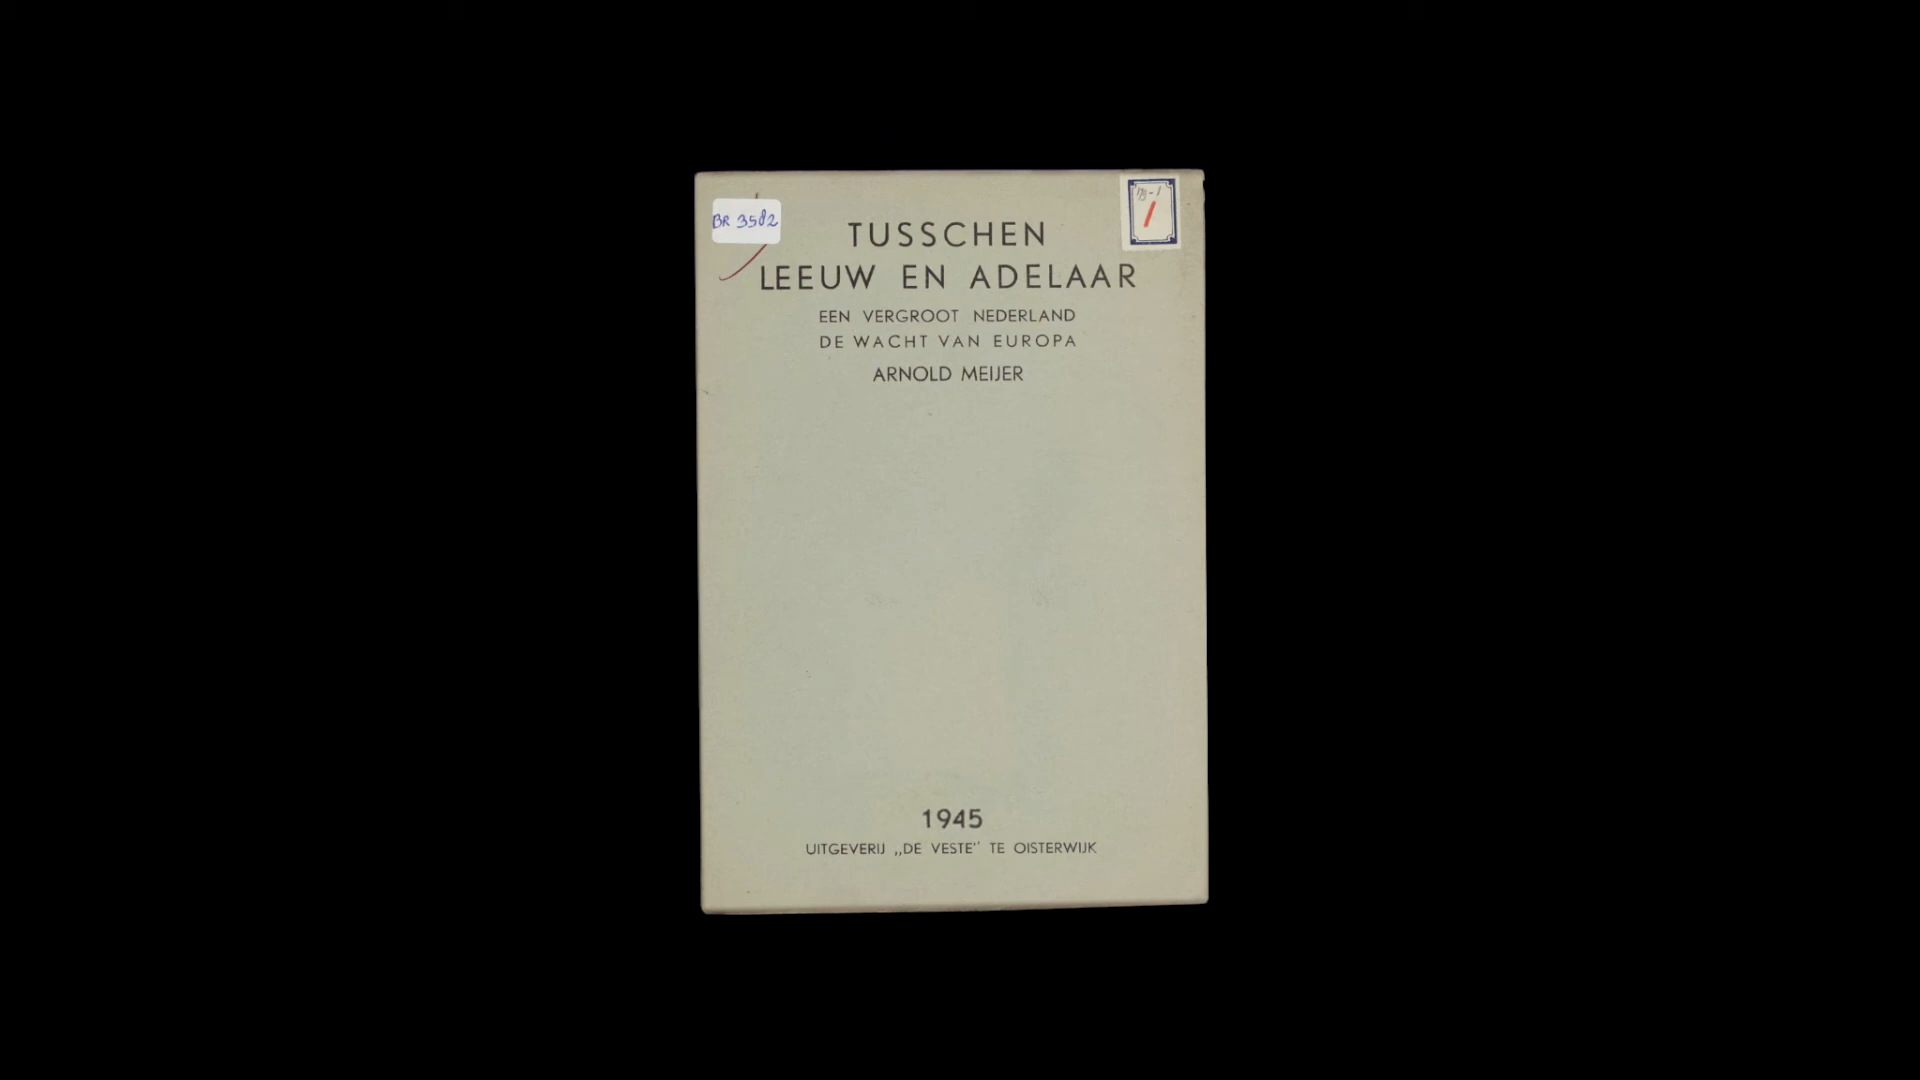 BR 3582
TUSSCHEN
LEEUW EN ADELAAR
EEN VERGROOT NEDERLAND
DE WACHT VAN EUROPA
ARNOLD MEIJER
1945
UITGEVERIJ „DE VESTE” TE OISTERWIJK